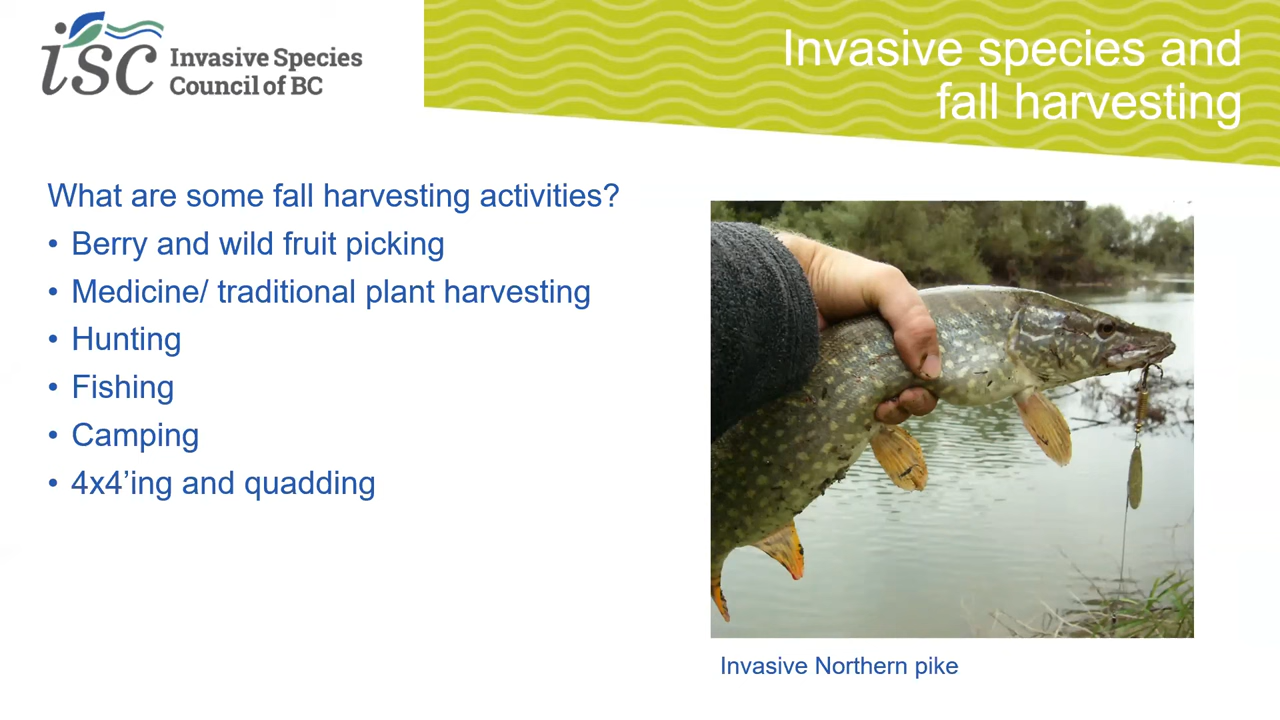 isc Invasive Species
Council of BC
Invasive species and
fall harvesting
What are some fall harvesting activities?
• Berry and wild fruit picking
• Medicine/ traditional plant harvesting
• Hunting
• Fishing
• Camping
• 4x4’ing and quadding
Invasive Northern pike